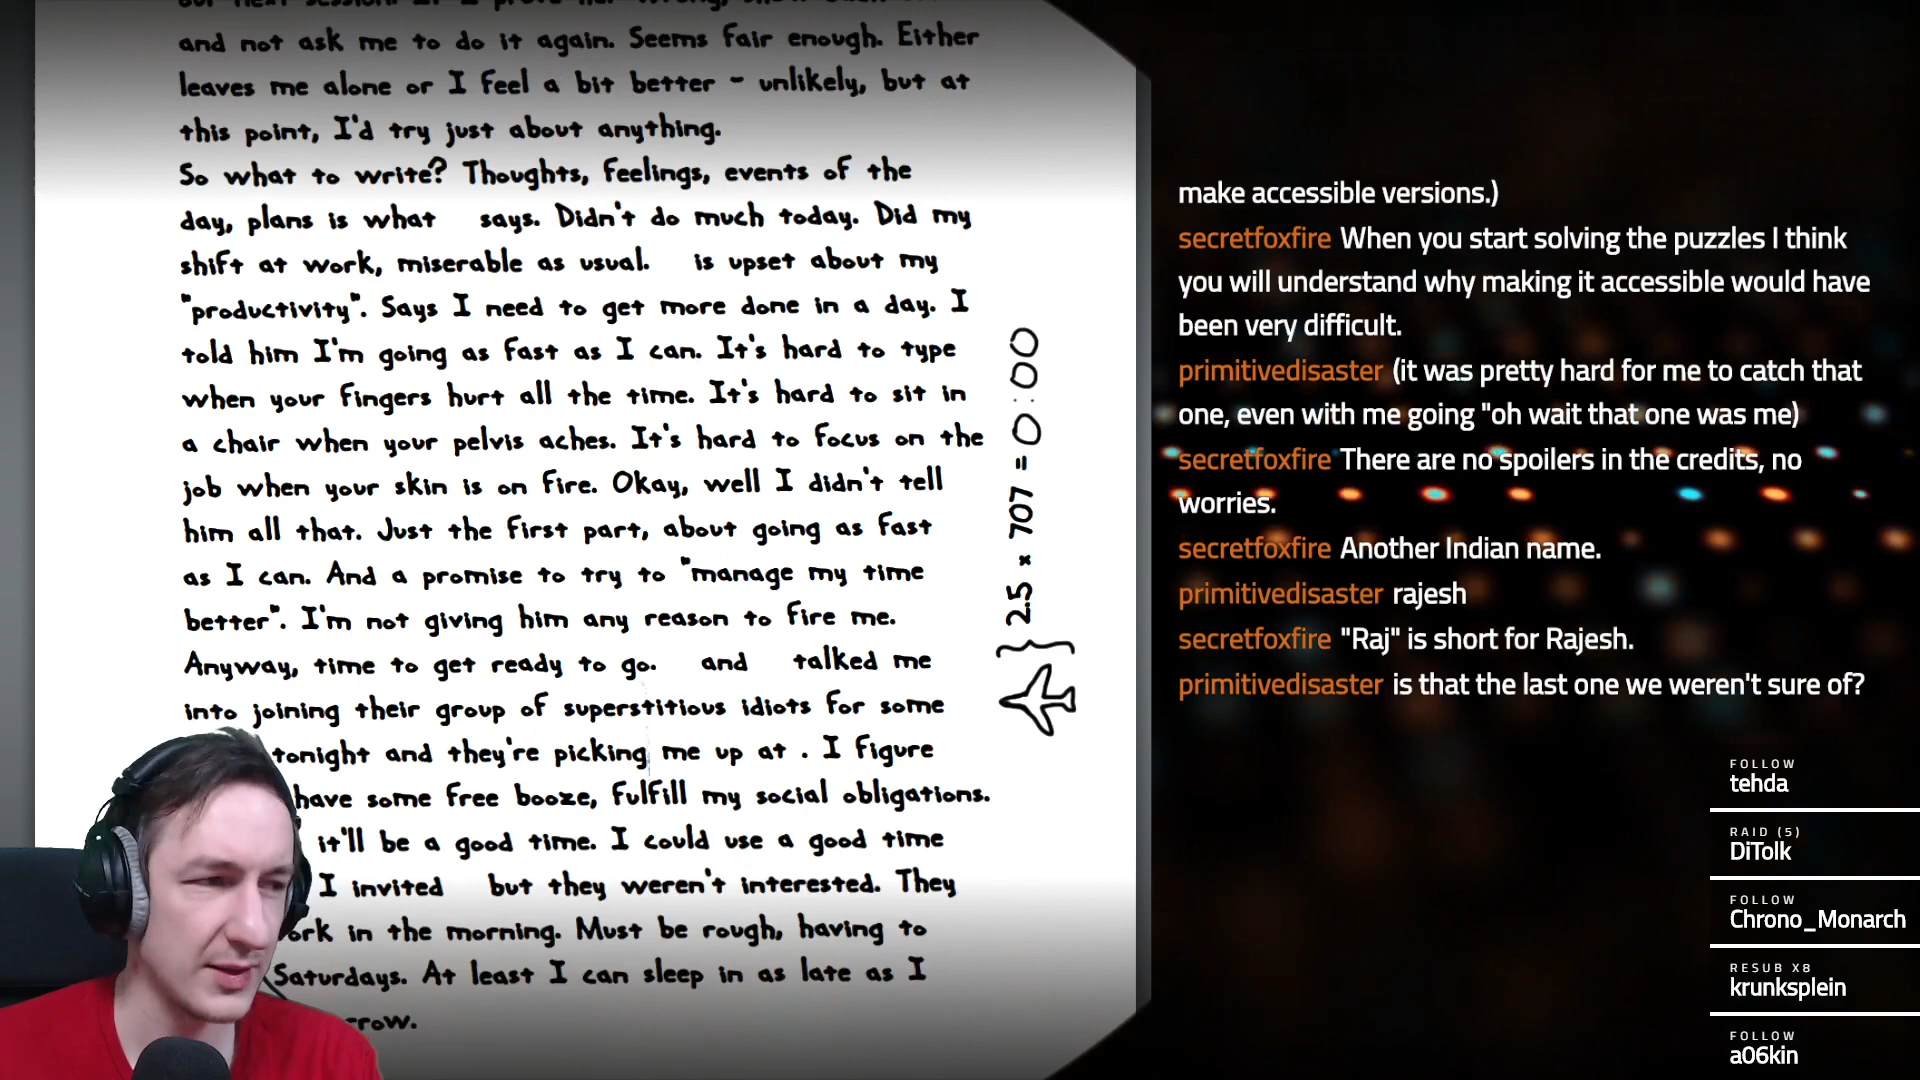 and not ask me to do it again. Seems fair enough. Either
leaves me alone or I feel a bit better - unlikely, but at
this point, I'd try just about anything.
So what to write? Thoughts, feelings, events of the
day, plans is what says. Didn't do much today. Did my
shift at work, miserable as usual. is upset about my
"productivity". Says I need to get more done in a day. I
told him I'm going as fast as I can. It's hard to type
when your fingers hurt all the time. It's hard to sit in
a chair when your pelvis aches. It's hard to focus on the
job when your skin is on fire. Okay, well I didn't tell
him all that. Just the first part, about going as fast
as I can. And a promise to try to "manage my time
better". I'm not giving him any reason to fire me.
Anyway, time to get ready to go. and talked me
into joining their group of superstitious idiots for some
tonight and they're picking me up at . I figure
have some free booze, fulfill my social obligations.
it'll be a good time. I could use a good time
I invited but they weren't interested. They
in the morning. Must be rough, having to
Saturdays. At least I can sleep in as late as I
2.5 × 707 = 0:00
make accessible versions.)
secretfoxfire When you start solving the puzzles I think
you will understand why making it accessible would have
been very difficult.
primitivedisaster (it was pretty hard for me to catch that
one, even with me going "oh wait that one was me)
secretfoxfire There are no spoilers in the credits, no
worries.
secretfoxfire Another Indian name.
primitivedisaster rajesh
secretfoxfire "Raj" is short for Rajesh.
primitivedisaster is that the last one we weren't sure of?
FOLLOW
tehda
RAID (5)
DiTolk
FOLLOW
Chrono_Monarch
RESUB X8
krunksplein
FOLLOW
a06kin